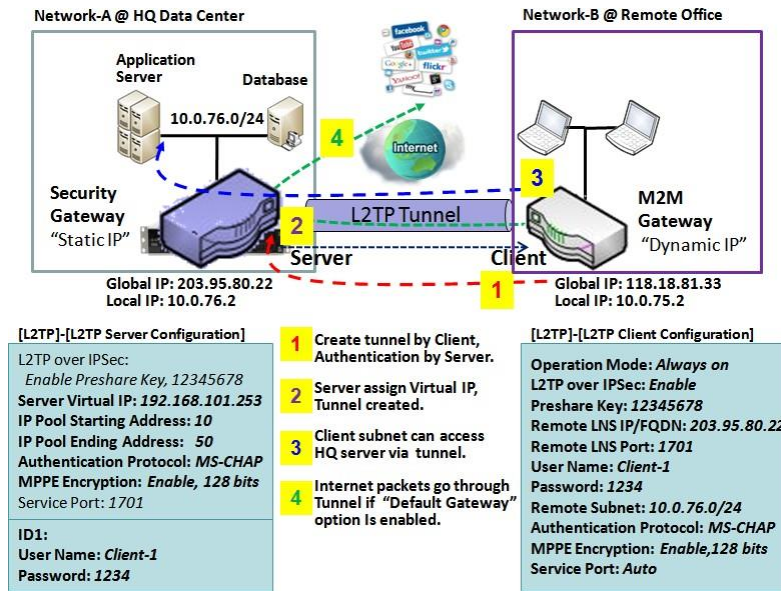 Network-A @ HQ Data Center
Network-B @ Remote Office
Application
Server
Database
10.0.76.0/24
facebook
YouTube
twitter
Google+
flickr
YAHOO!
my
Internet
4
3
Security
Gateway
"Static IP"
2
L2TP Tunnel
M2M
Gateway
"Dynamic IP"
Server
Client
1
Global IP: 203.95.80.22
Local IP: 10.0.76.2
Global IP: 118.18.81.33
Local IP: 10.0.75.2
[L2TP]-[L2TP Server Configuration]
L2TP over IPSec:
Enable Preshare Key, 12345678
Server Virtual IP: 192.168.101.253
IP Pool Starting Address: 10
IP Pool Ending Address: 50
Authentication Protocol: MS-CHAP
MPPE Encryption: Enable, 128 bits
Service Port: 1701
ID1:
User Name: Client-1
Password: 1234
1 Create tunnel by Client,
Authentication by Server.
2 Server assign Virtual IP,
Tunnel created.
3 Client subnet can access
HQ server via tunnel.
4 Internet packets go through
Tunnel if "Default Gateway"
option Is enabled.
[L2TP]-[L2TP Client Configuration]
Operation Mode: Always on
L2TP over IPSec: Enable
Preshare Key: 12345678
Remote LNS IP/FQDN: 203.95.80.22
Remote LNS Port: 1701
User Name: Client-1
Password: 1234
Remote Subnet: 10.0.76.0/24
Authentication Protocol: MS-CHAP
MPPE Encryption: Enable,128 bits
Service Port: Auto